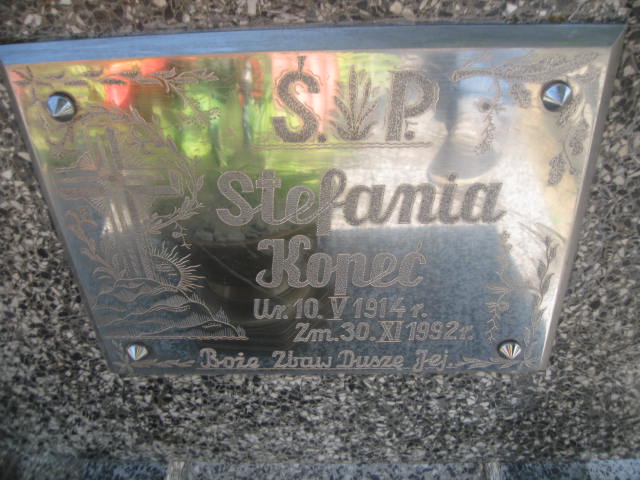 Ś. P.
Stefania
Kopeć
Ur. 10. V 1914 r.
Zm. 30. XI 1992 r.
Boże Zbaw Duszę Jej.